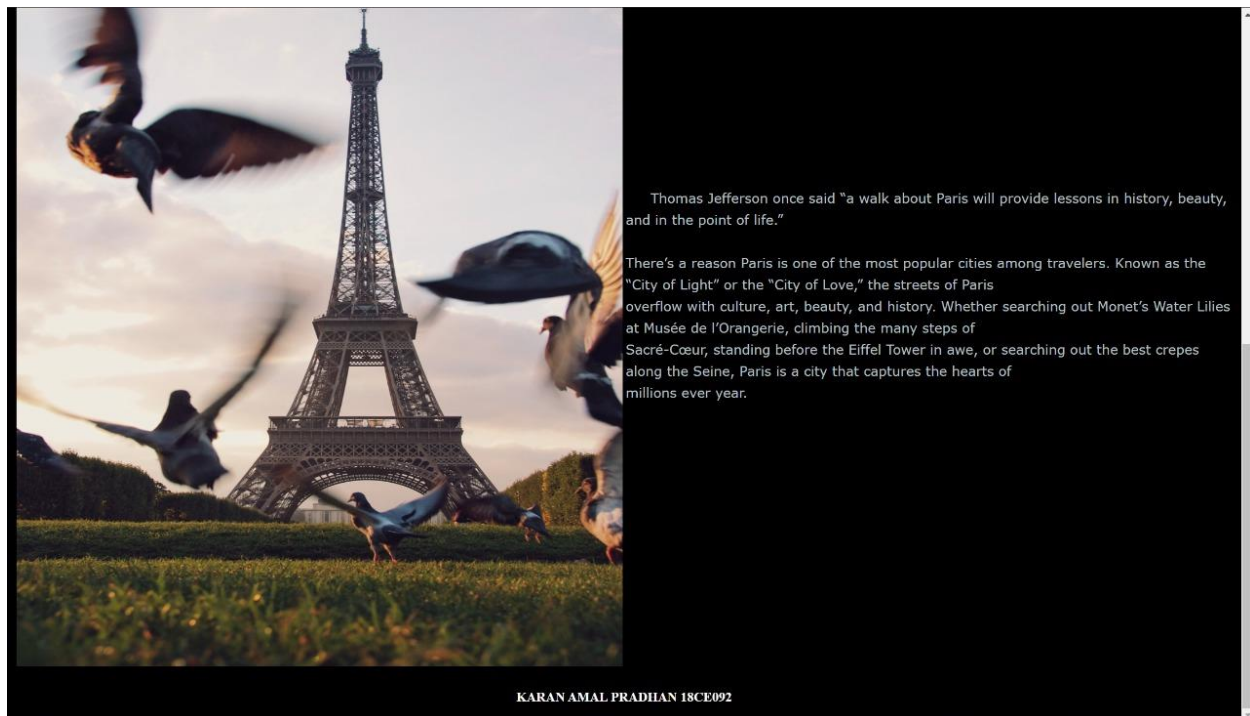 Thomas Jefferson once said “a walk about Paris will provide lessons in history, beauty,
and in the point of life.”
There’s a reason Paris is one of the most popular cities among travelers. Known as the
“City of Light” or the “City of Love,” the streets of Paris
overflow with culture, art, beauty, and history. Whether searching out Monet’s Water Lilies
at Musée de l’Orangerie, climbing the many steps of
Sacré-Cœur, standing before the Eiffel Tower in awe, or searching out the best crepes
along the Seine, Paris is a city that captures the hearts of
millions ever year.
KARAN AMAL PRADHAN 18CE092